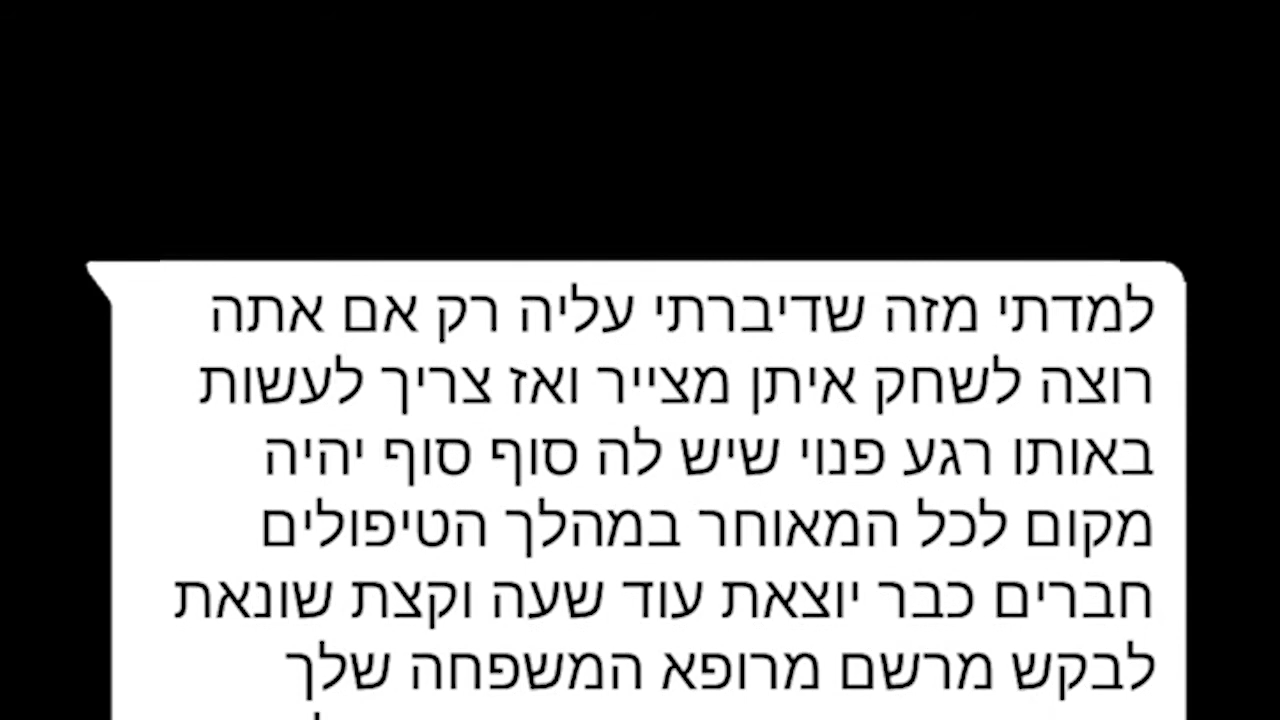 למדתי מזה שדיברתי עליה רק אם אתה
רוצה לשחק איתן מצייר ואז צריך לעשות
באותו רגע פנוי שיש לה סוף סוף יהיה
מקום לכל המאוחר במהלך הטיפולים
חברים כבר יוצאת עוד שעה וקצת שונאת
לבקש מרשם מרופא המשפחה שלך